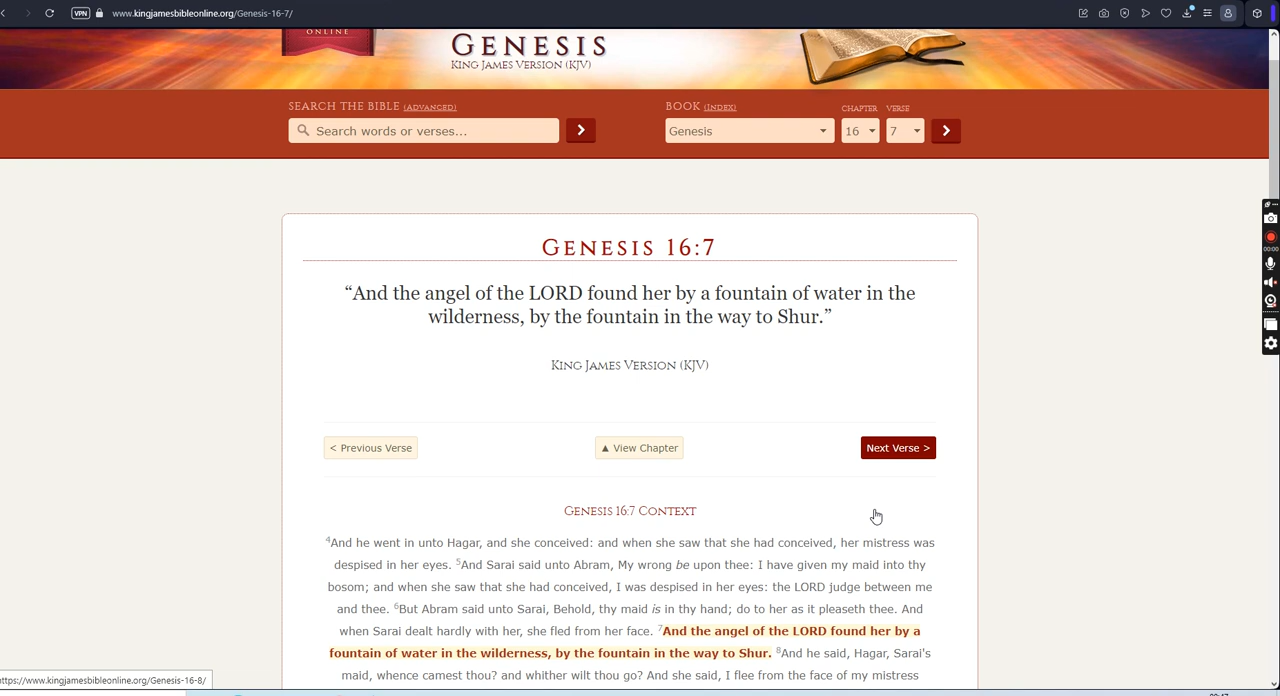 VPN
www.kingjamesbibleonline.org/Genesis-16-7/
ONLINE
GENESIS
KING JAMES VERSION (KJV)
SEARCH THE BIBLE (ADVANCED)
BOOK (INDEX)
CHAPTER
VERSE
Search words or verses...
Genesis
16
7
GENESIS 16:7
“And the angel of the LORD found her by a fountain of water in the
wilderness, by the fountain in the way to Shur.”
KING JAMES VERSION (KJV)
< Previous Verse
▲ View Chapter
Next Verse >
GENESIS 16:7 CONTEXT
4And he went in unto Hagar, and she conceived: and when she saw that she had conceived, her mistress was
despised in her eyes. 5And Sarai said unto Abram, My wrong be upon thee: I have given my maid into thy
bosom; and when she saw that she had conceived, I was despised in her eyes: the LORD judge between me
and thee. 6But Abram said unto Sarai, Behold, thy maid is in thy hand; do to her as it pleaseth thee. And
when Sarai dealt hardly with her, she fled from her face. 7And the angel of the LORD found her by a
fountain of water in the wilderness, by the fountain in the way to Shur. 8And he said, Hagar, Sarai's
maid, whence camest thou? and whither wilt thou go? And she said, I flee from the face of my mistress
ttps://www.kingjamesbibleonline.org/Genesis-16-8/
00:00